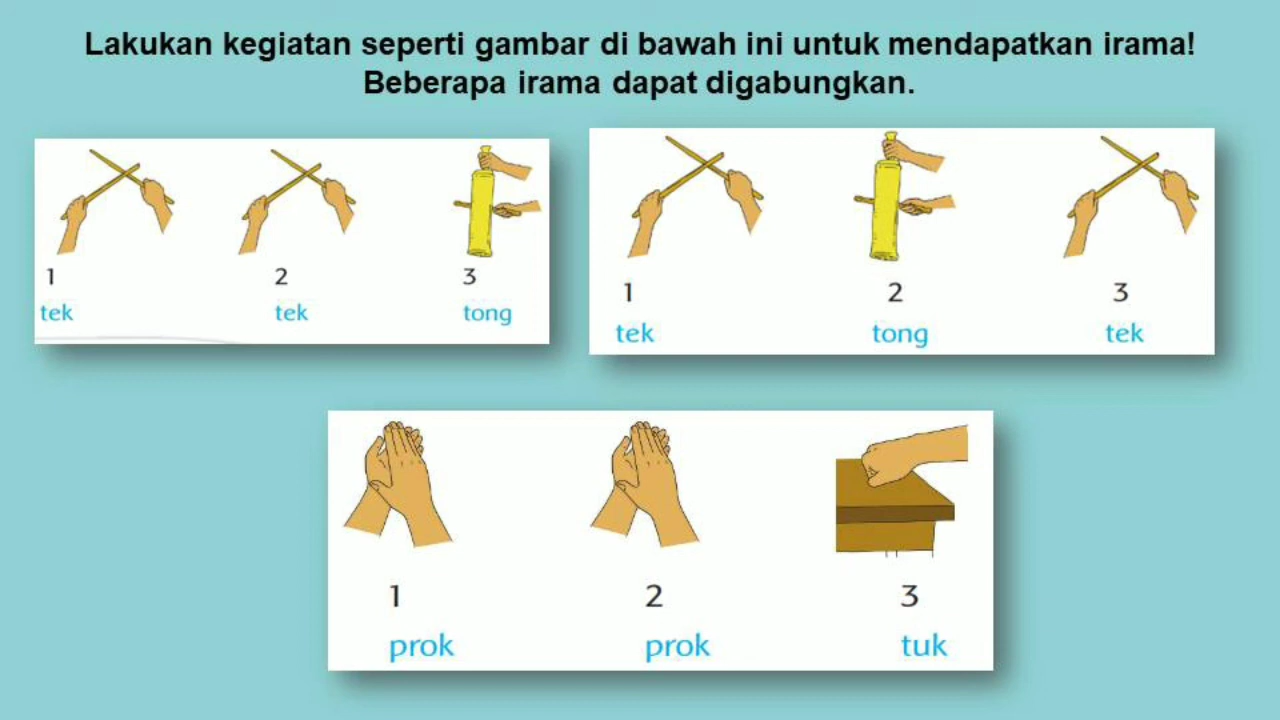 Lakukan kegiatan seperti gambar di bawah ini untuk mendapatkan irama!
Beberapa irama dapat digabungkan.
1 2 3
tek tek tong
1 2 3
tek tong tek
1 2 3
prok prok tuk